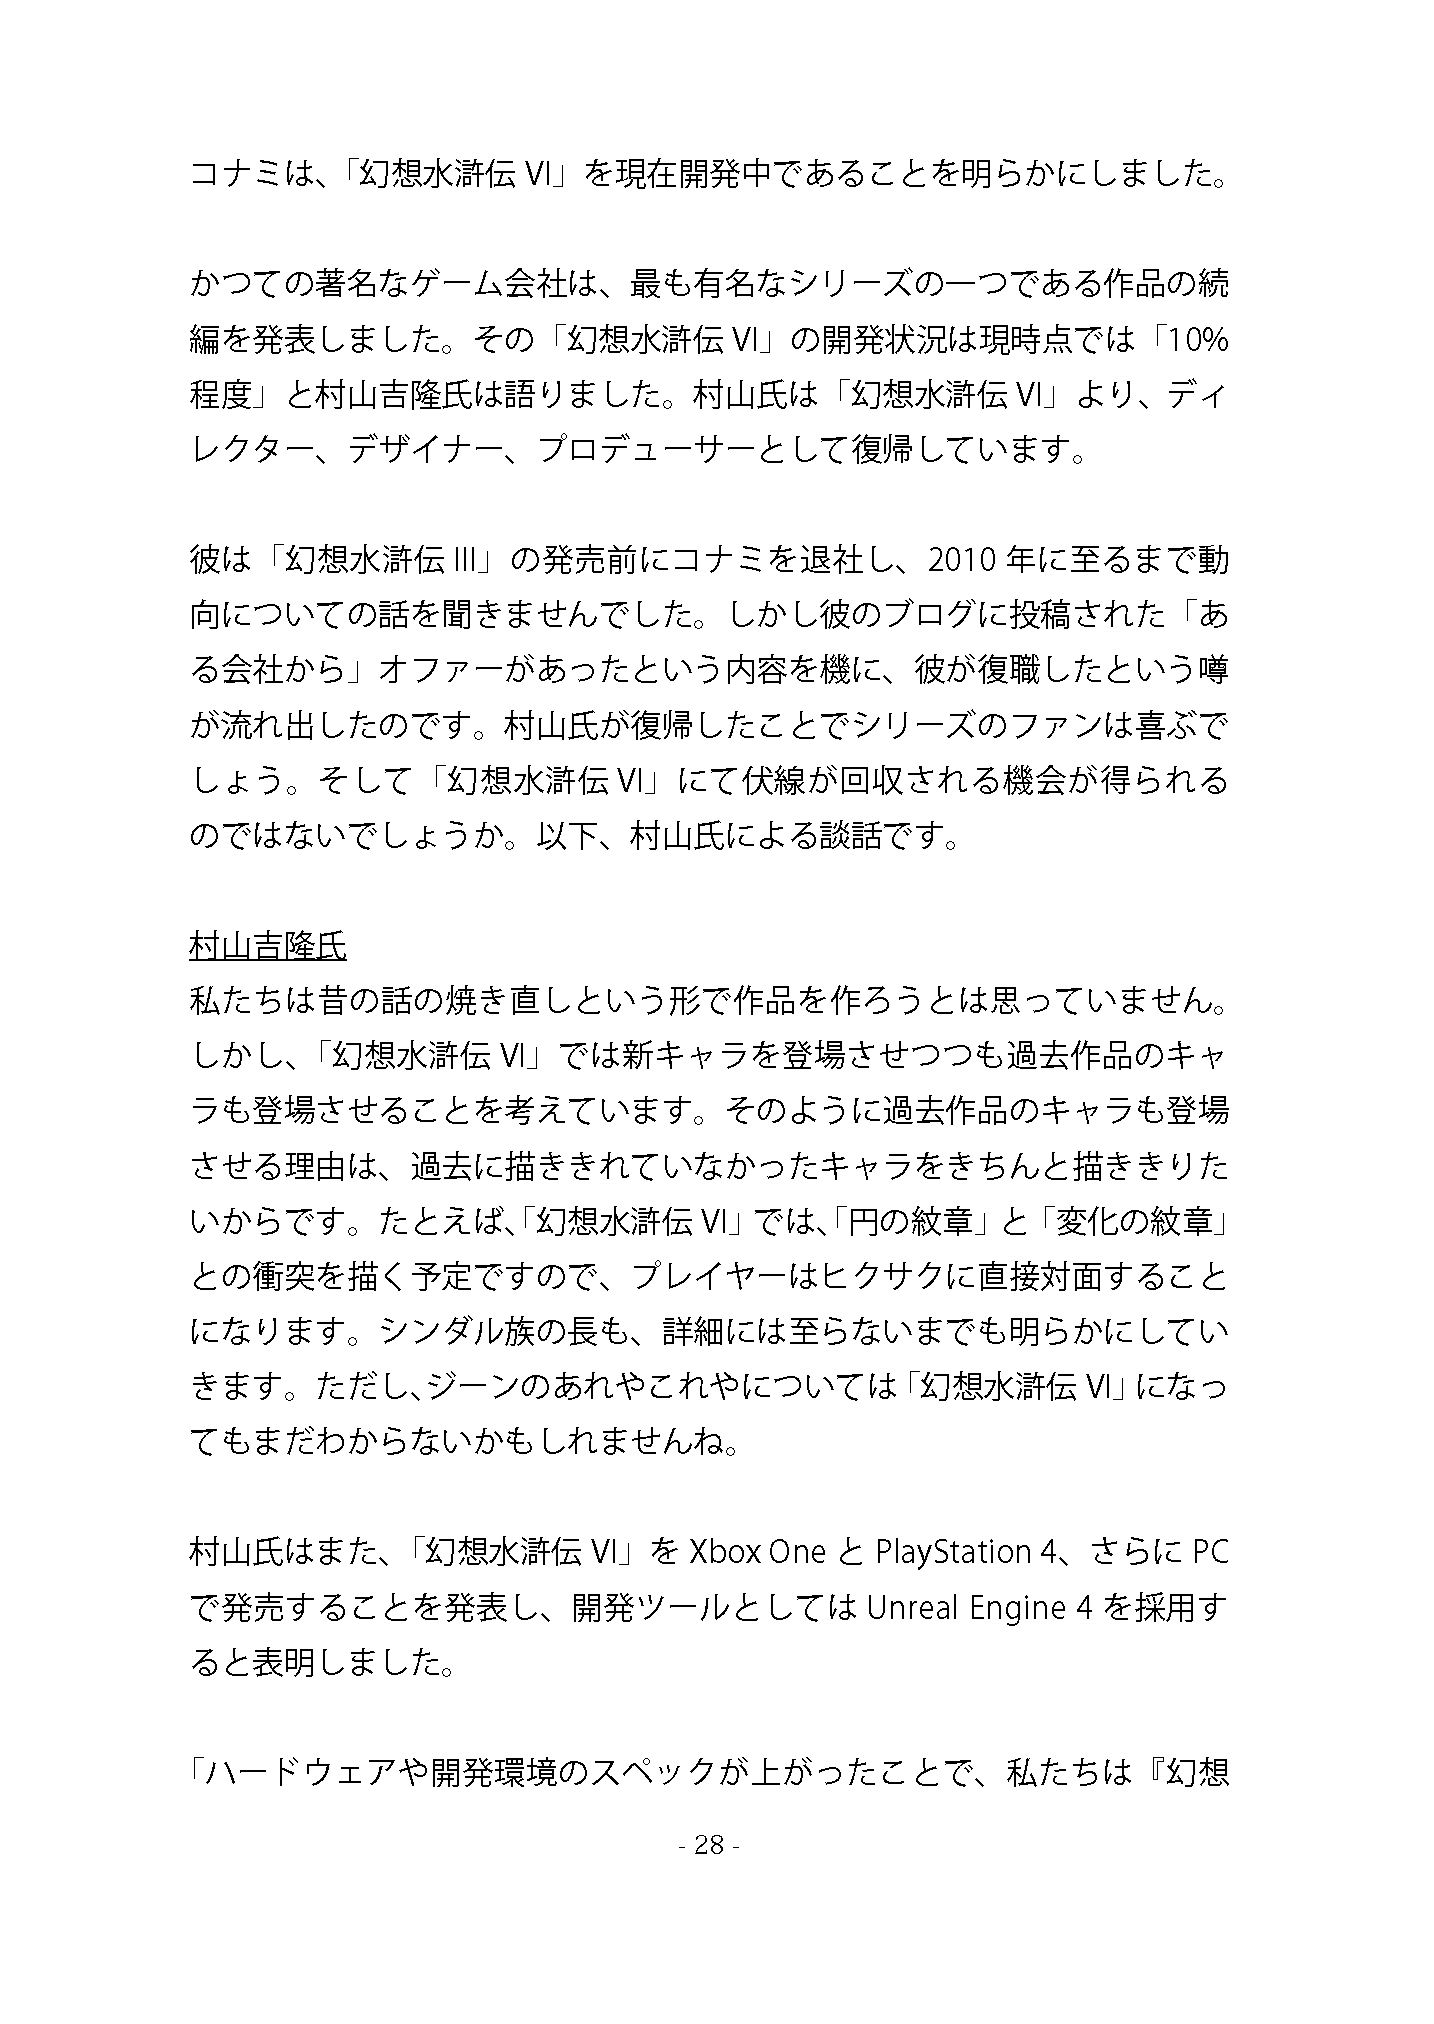 コナミは、「幻想水滸伝 VI」を現在開発中であることを明らかにしました。
かつての著名なゲーム会社は、最も有名なシリーズの一つである作品の続
編を発表しました。その「幻想水滸伝 VI」の開発状況は現時点では「10%
程度」と村山吉隆氏は語りました。村山氏は「幻想水滸伝 VI」より、ディ
レクター、デザイナー、プロデューサーとして復帰しています。
彼は「幻想水滸伝 III」の発売前にコナミを退社し、2010 年に至るまで動
向についての話を聞きませんでした。しかし彼のブログに投稿された「あ
る会社から」オファーがあったという内容を機に、彼が復職したという噂
が流れ出したのです。村山氏が復帰したことでシリーズのファンは喜ぶで
しょう。そして「幻想水滸伝 VI」にて伏線が回収される機会が得られる
のではないでしょうか。以下、村山氏による談話です。
村山吉隆氏
私たちは昔の話の焼き直しという形で作品を作ろうとは思っていません。
しかし、「幻想水滸伝 VI」では新キャラを登場させつつも過去作品のキャ
ラも登場させることを考えています。そのように過去作品のキャラも登場
させる理由は、過去に描ききれていなかったキャラをきちんと描ききりた
いからです。たとえば、「幻想水滸伝 VI」では、「円の紋章」と「変化の紋章」
との衝突を描く予定ですので、プレイヤーはヒクサクに直接対面すること
になります。シンダル族の長も、詳細には至らないまでも明らかにしてい
きます。ただし、ジーンのあれやこれやについては「幻想水滸伝 VI」になっ
てもまだわからないかもしれませんね。
村山氏はまた、「幻想水滸伝 VI」を Xbox One と PlayStation 4、さらに PC
で発売することを発表し、開発ツールとしては Unreal Engine 4 を採用す
ると表明しました。
「ハードウェアや開発環境のスペックが上がったことで、私たちは『幻想
- 28 -